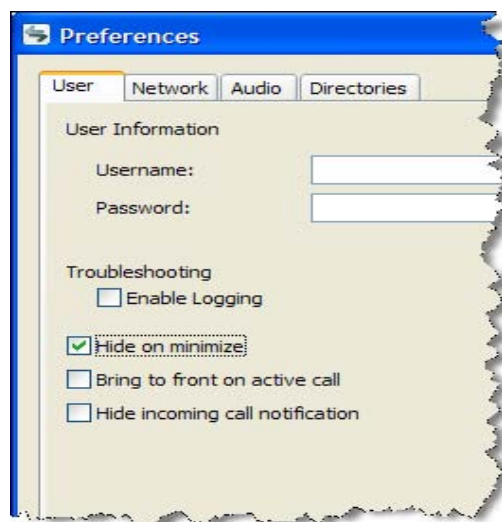 Preferences
User Network Audio Directories
User Information
Username:
Password:
Troubleshooting
Enable Logging
Hide on minimize
Bring to front on active call
Hide incoming call notification